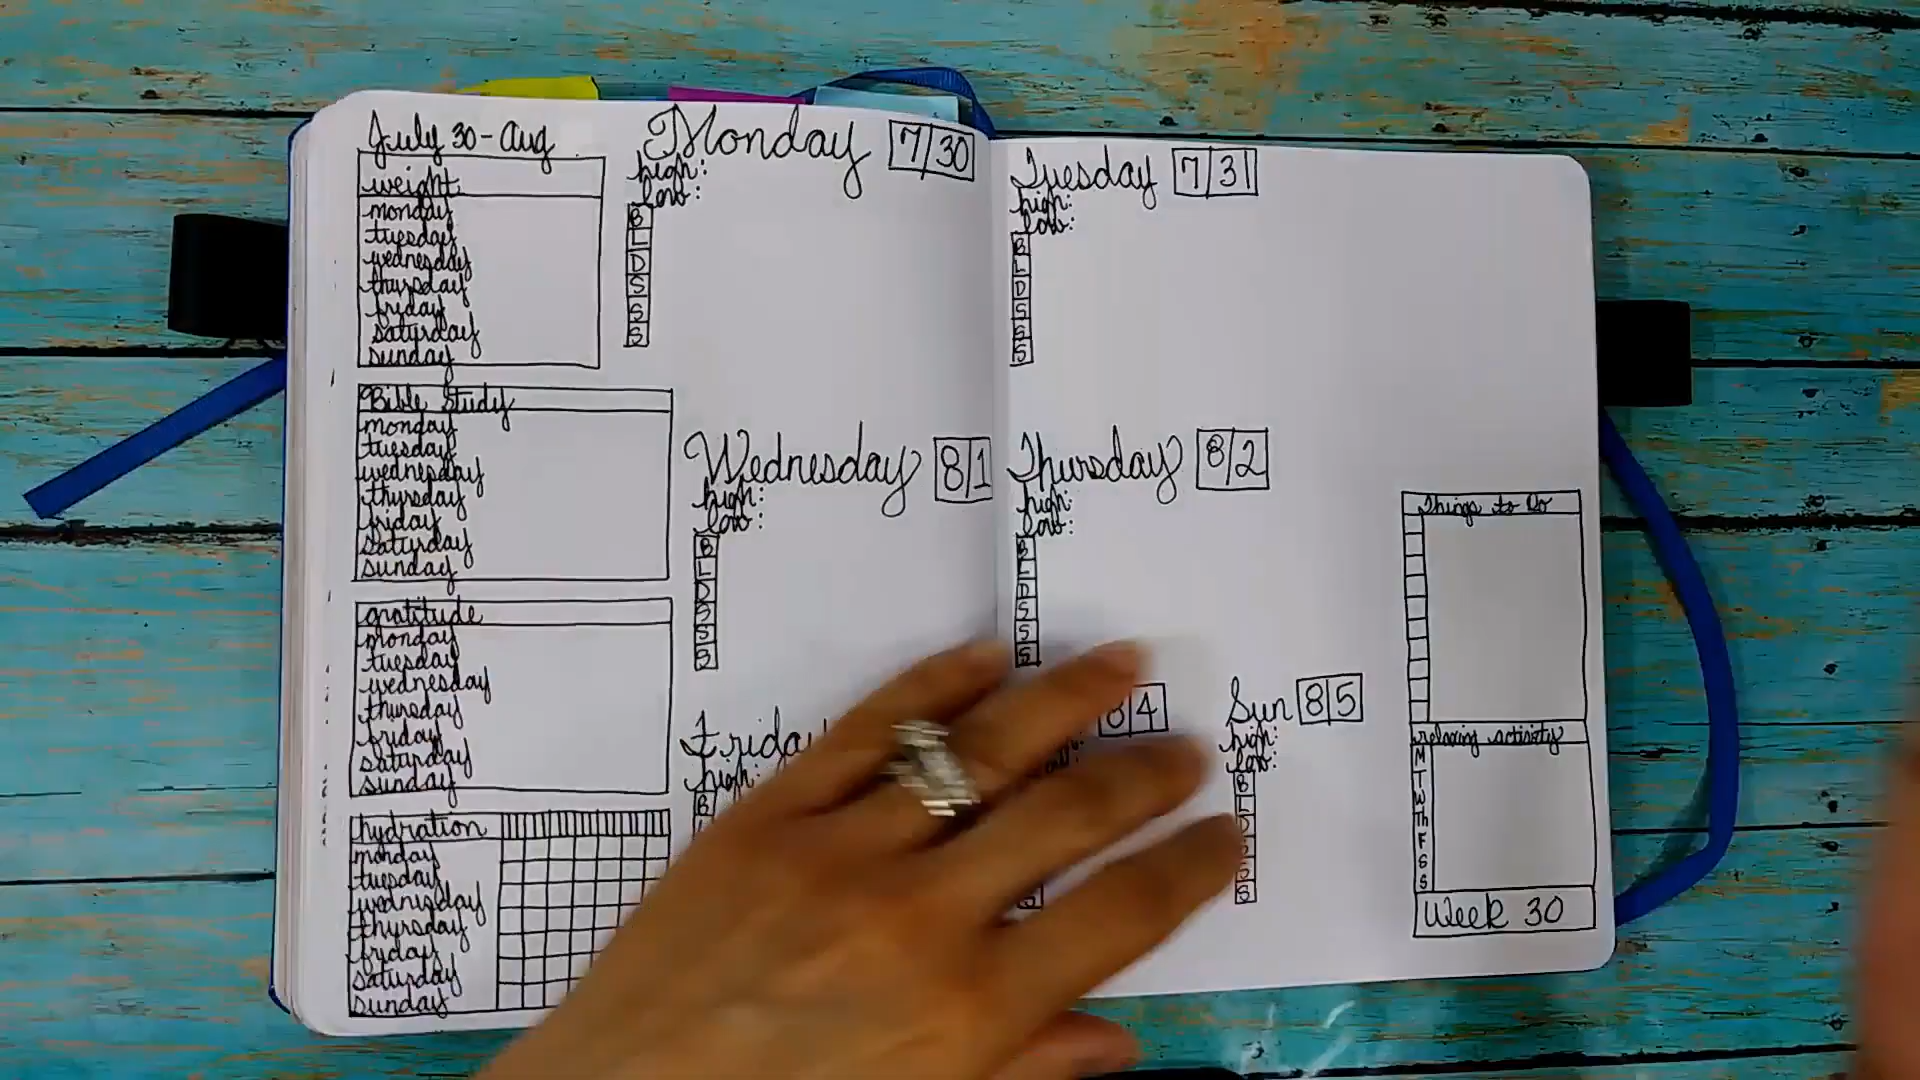 July 30 - Aug
weight:
monday
tuesday
wednesday
thursday
friday
saturday
sunday
Bible Study
monday
tuesday
wednesday
thursday
friday
saturday
sunday
gratitude
monday
tuesday
wednesday
thursday
friday
saturday
sunday
hydration
monday
tuesday
wednesday
thursday
friday
saturday
sunday
Monday 7 30
high:
low:
B
L
D
S
S
S
Wednesday 8 1
high:
low:
B
L
D
S
S
S
Friday
high:
B
Tuesday 7 31
high:
low:
B
L
D
S
S
S
Thursday 8 2
high:
low:
B
L
D
S
S
S
8 4
Sun 8 5
high:
low:
B
L
D
S
S
S
Things to Do
relaxing activity
M
T
W
Th
F
S
S
Week 30